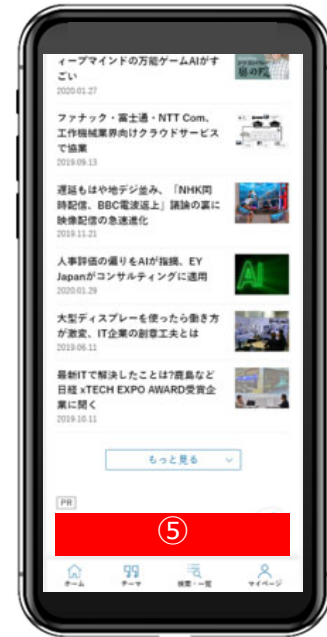 ィープマインドの万能ゲームAIがす
ごい
2020.01.27
ファナック・富士通・NTT Com、
工作機械業界向けクラウドサービス
で協業
2019.09.13
遅延もはや地デジ並み、「NHK同
時配信、BBC電波返上」議論の裏に
映像配信の急速進化
2019.11.21
人事評価の偏りをAIが指摘、EY
Japanがコンサルティングに適用
2020.01.29
AI
大型ディスプレーを使ったら働き方
が激変、IT企業の創意工夫とは
2019.06.11
最新ITで解決したことは?鹿島など
日経 xTECH EXPO AWARD受賞企
業に聞く
2019.10.11
もっと見る
PR
⑤
ホーム
テーマ
検索・一覧
マイページ